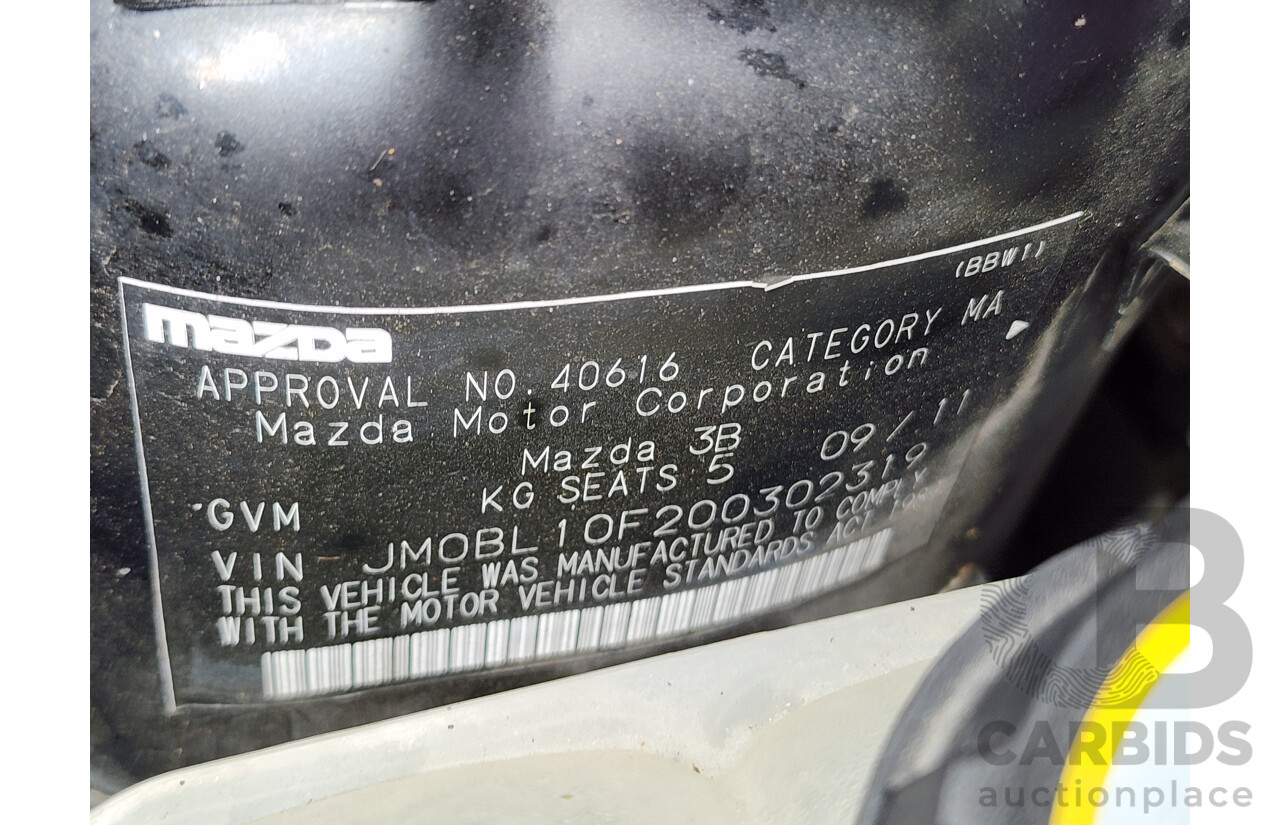 (BBW1)
mazda
APPROVAL NO. 40616 CATEGORY MA
Mazda Motor Corporation
Mazda 3B 09/11
GVM KG SEATS 5
VIN JM0BL10F200302319
THIS VEHICLE WAS MANUFACTURED TO COMPLY
WITH THE MOTOR VEHICLE STANDARDS ACT
CB
CARBIDS
auctionplace